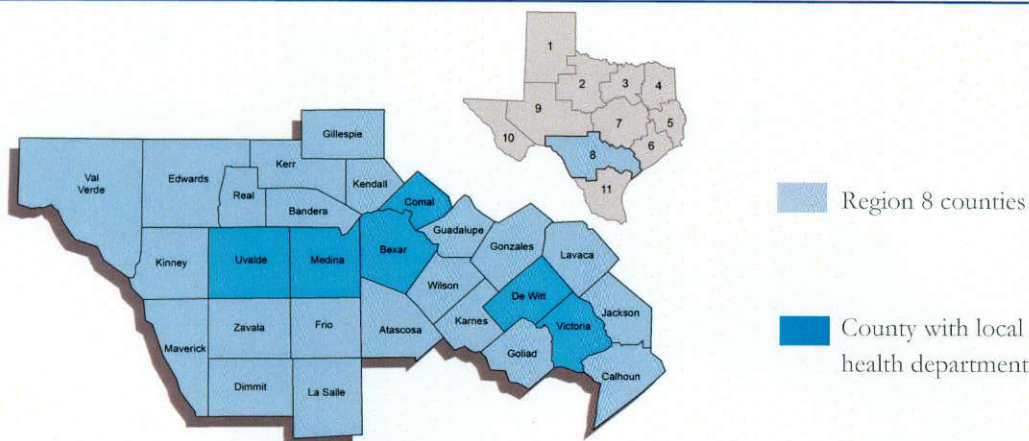 Gillespie
Val
Verde
Edwards
Real
Kerr
Kendall
Bandera
Comal
Kinney
Uvalde
Medina
Bexar
Guadalupe
Gonzales
Lavaca
Wilson
De Witt
Maverick
Zavala
Frio
Atascosa
Karnes
Victoria
Jackson
Goliad
Dimmit
La Salle
Calhoun
1
2
3
4
5
6
7
8
9
10
11
Region 8 counties
County with local
health department